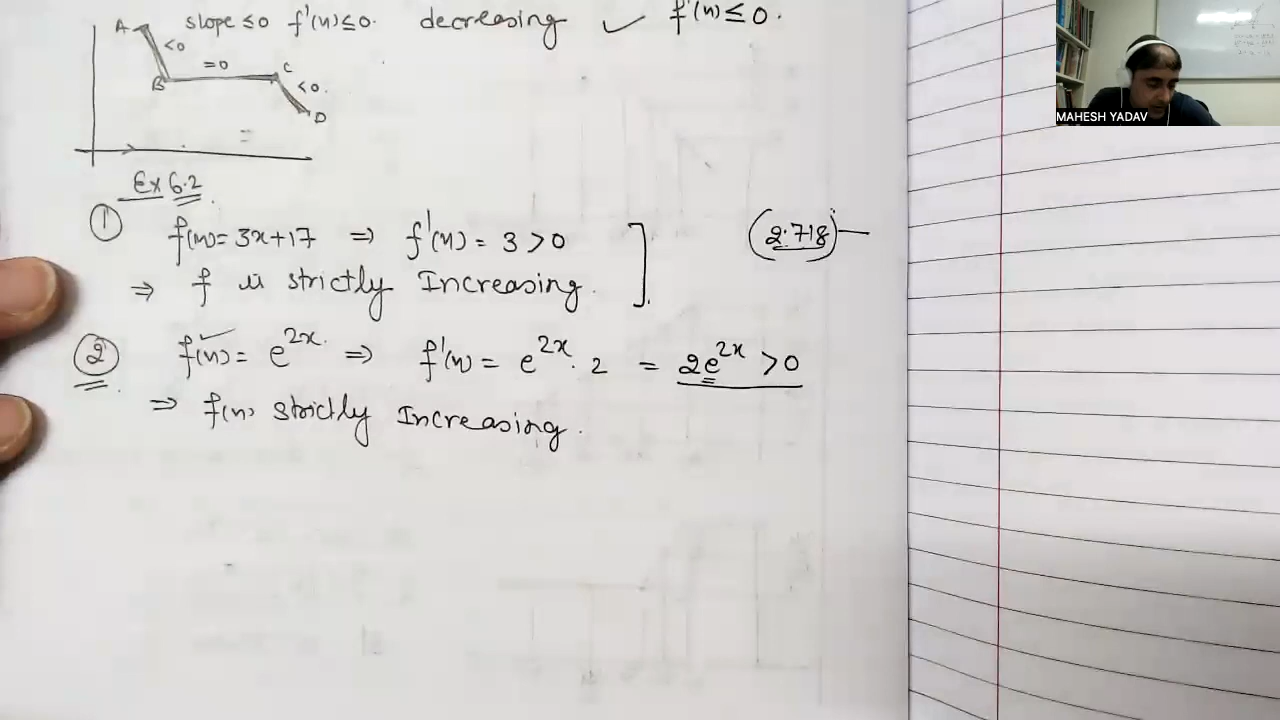 slope ≤ 0 f'(x) ≤ 0. decreasing ✓ f'(x) ≤ 0.
A
<0
=0
B
C
<0.
D
=
Ex 6.2
① f(x) = 3x+17 ⇒ f'(x) = 3 > 0
(2.718)—
⇒ f is strictly Increasing.
② f(x) = e^{2x}. ⇒ f'(x) = e^{2x}. 2 = 2e^{2x} > 0
⇒ f(x) strictly Increasing.
MAHESH YADAV